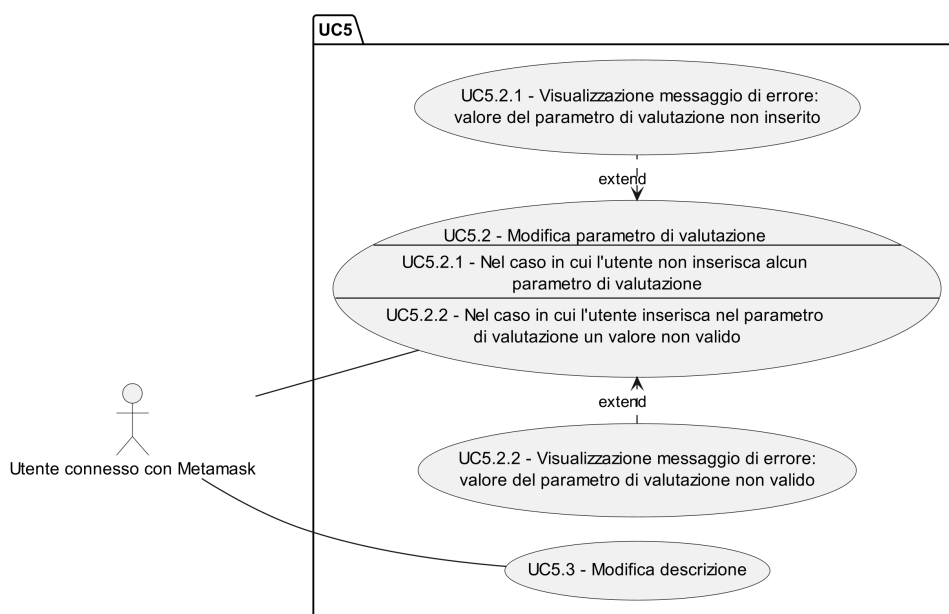 UC5
UC5.2.1 - Visualizzazione messaggio di errore:
valore del parametro di valutazione non inserito
extend
UC5.2 - Modifica parametro di valutazione
UC5.2.1 - Nel caso in cui l'utente non inserisca alcun
parametro di valutazione
UC5.2.2 - Nel caso in cui l'utente inserisca nel parametro
di valutazione un valore non valido
extend
Utente connesso con Metamask
UC5.2.2 - Visualizzazione messaggio di errore:
valore del parametro di valutazione non valido
UC5.3 - Modifica descrizione